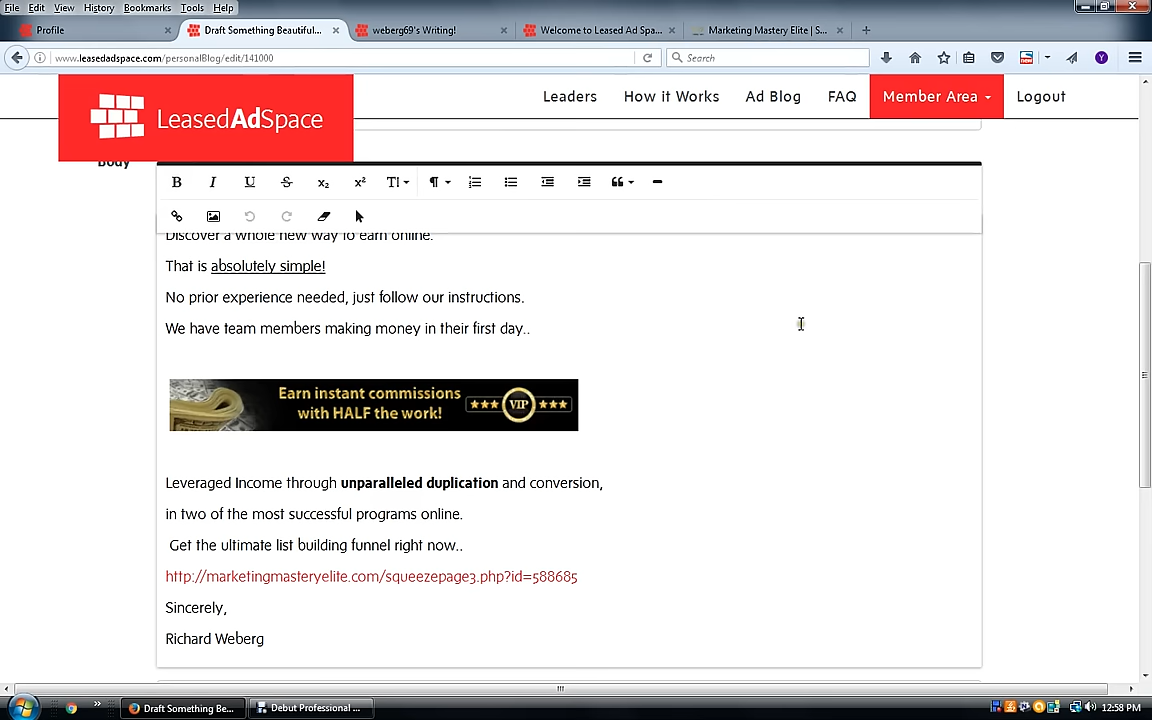 File Edit View History Bookmarks Tools Help
Profile
Draft Something Beautiful...
weberg69's Writing!
Welcome to Leased Ad Spa...
Marketing Mastery Elite | S...
www.leasedadspace.com/personalBlog/edit/141000
Search
LeasedAdSpace
Leaders How it Works Ad Blog FAQ Member Area Logout
Body
Discover a whole new way to earn online.
That is absolutely simple!
No prior experience needed, just follow our instructions.
We have team members making money in their first day..
Earn instant commissions
with HALF the work!
VIP
Leveraged Income through unparalleled duplication and conversion,
in two of the most successful programs online.
Get the ultimate list building funnel right now..
http://marketingmasteryelite.com/squeezepage3.php?id=588685
Sincerely,
Richard Weberg
Draft Something Be...
Debut Professional ...
12:58 PM